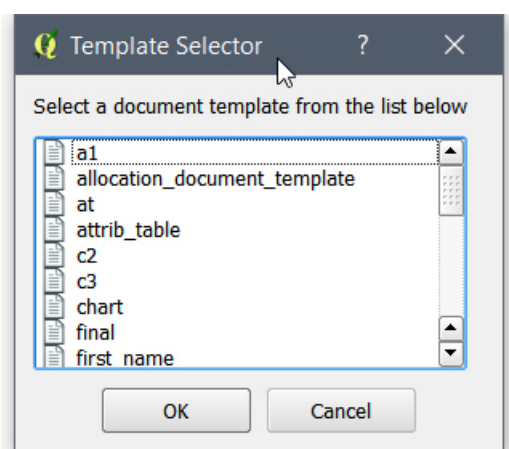 Template Selector ?
Select a document template from the list below
a1
allocation_document_template
at
attrib_table
c2
c3
chart
final
first_name
OK Cancel